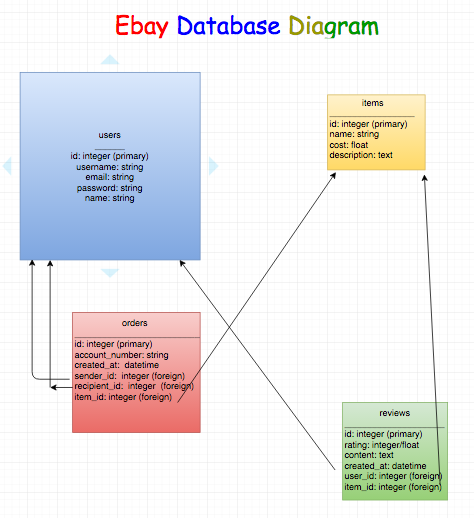 Ebay Database Diagram
users
id: integer (primary)
username: string
email: string
password: string
name: string
items
id: integer (primary)
name: string
cost: float
description: text
orders
id: integer (primary)
account_number: string
created_at: datetime
sender_id: integer (foreign)
recipient_id: integer (foreign)
item_id: integer (foreign)
reviews
id: integer (primary)
rating: integer/float
content: text
created_at: datetime
user_id: integer (foreign)
item_id: integer (foreign)